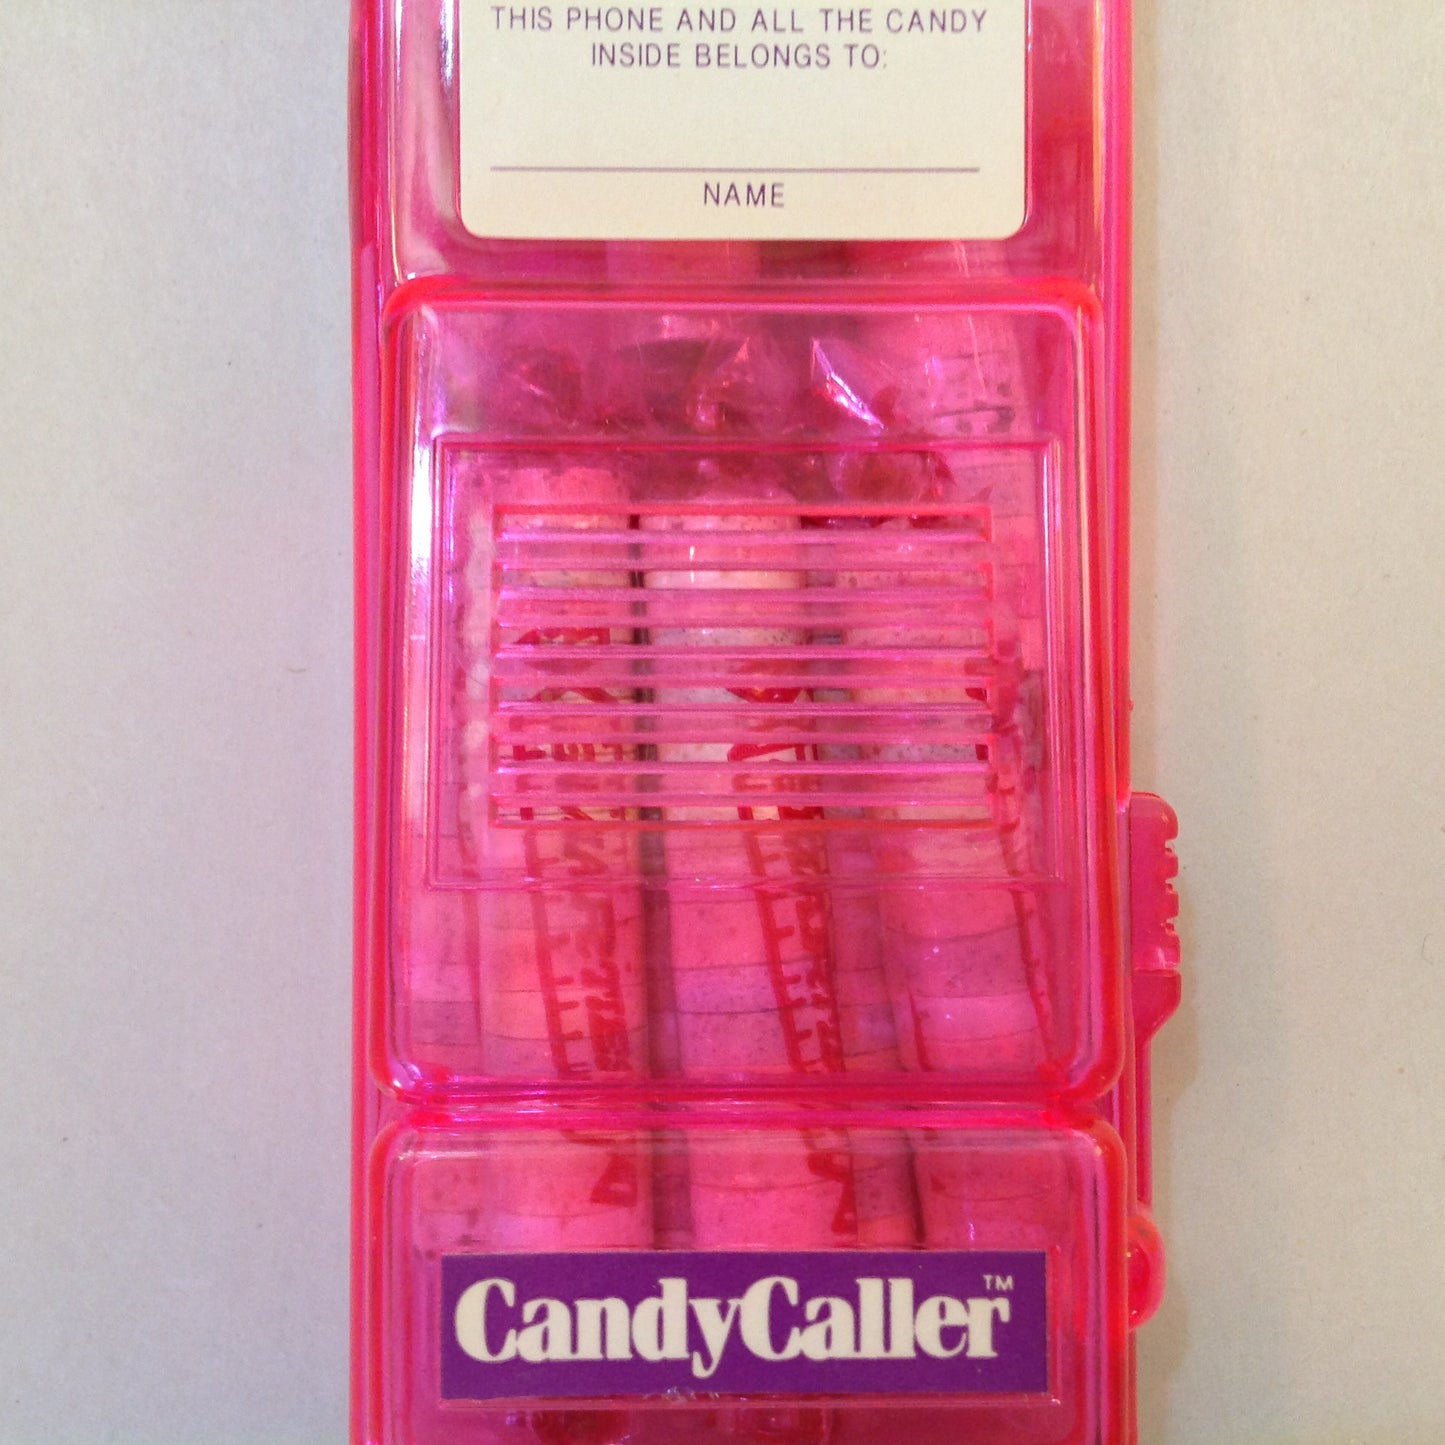 THIS PHONE AND ALL THE CANDY
INSIDE BELONGS TO:
NAME
CandyCaller™